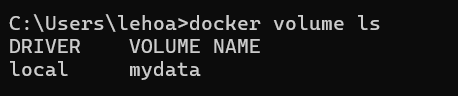 C:\Users\lehoa>docker volume ls
DRIVER    VOLUME NAME
local     mydata